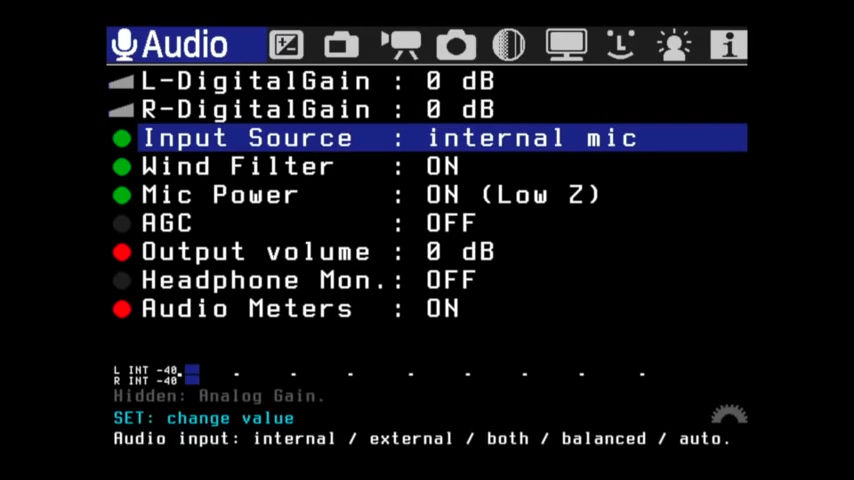 Audio
L-DigitalGain : 0 dB
R-DigitalGain : 0 dB
Input Source : internal mic
Wind Filter : ON
Mic Power : ON (Low Z)
AGC : OFF
Output volume : 0 dB
Headphone Mon.: OFF
Audio Meters : ON
L INT -40
R INT -40
Hidden: Analog Gain.
SET: change value
Audio input: internal / external / both / balanced / auto.